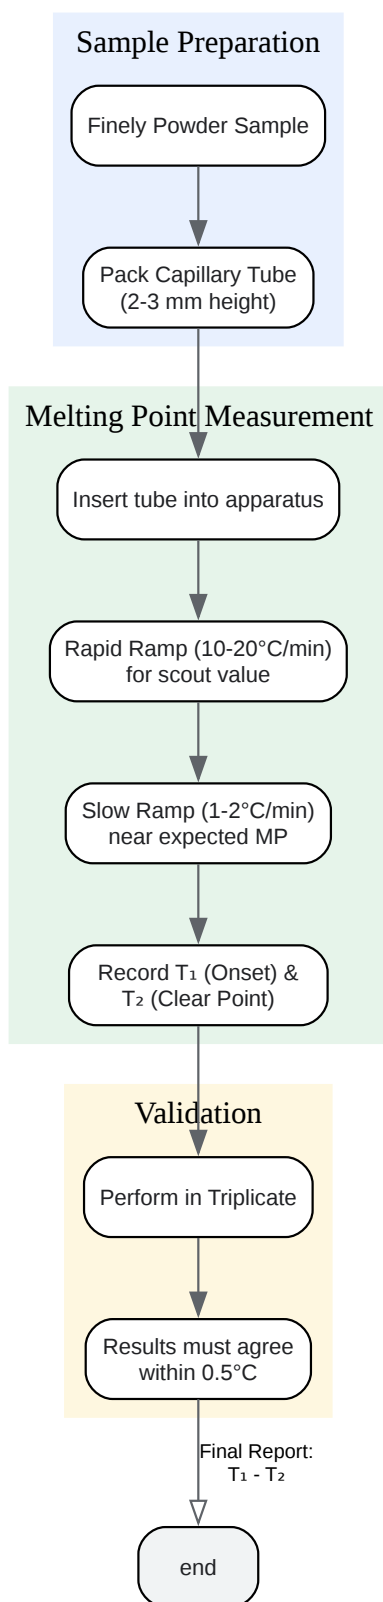 Sample Preparation
Finely Powder Sample
Pack Capillary Tube
(2-3 mm height)
Melting Point Measurement
Insert tube into apparatus
Rapid Ramp (10-20°C/min)
for scout value
Slow Ramp (1-2°C/min)
near expected MP
Record T₁ (Onset) &
T₂ (Clear Point)
Validation
Perform in Triplicate
Results must agree
within 0.5°C
Final Report:
T₁ - T₂
end